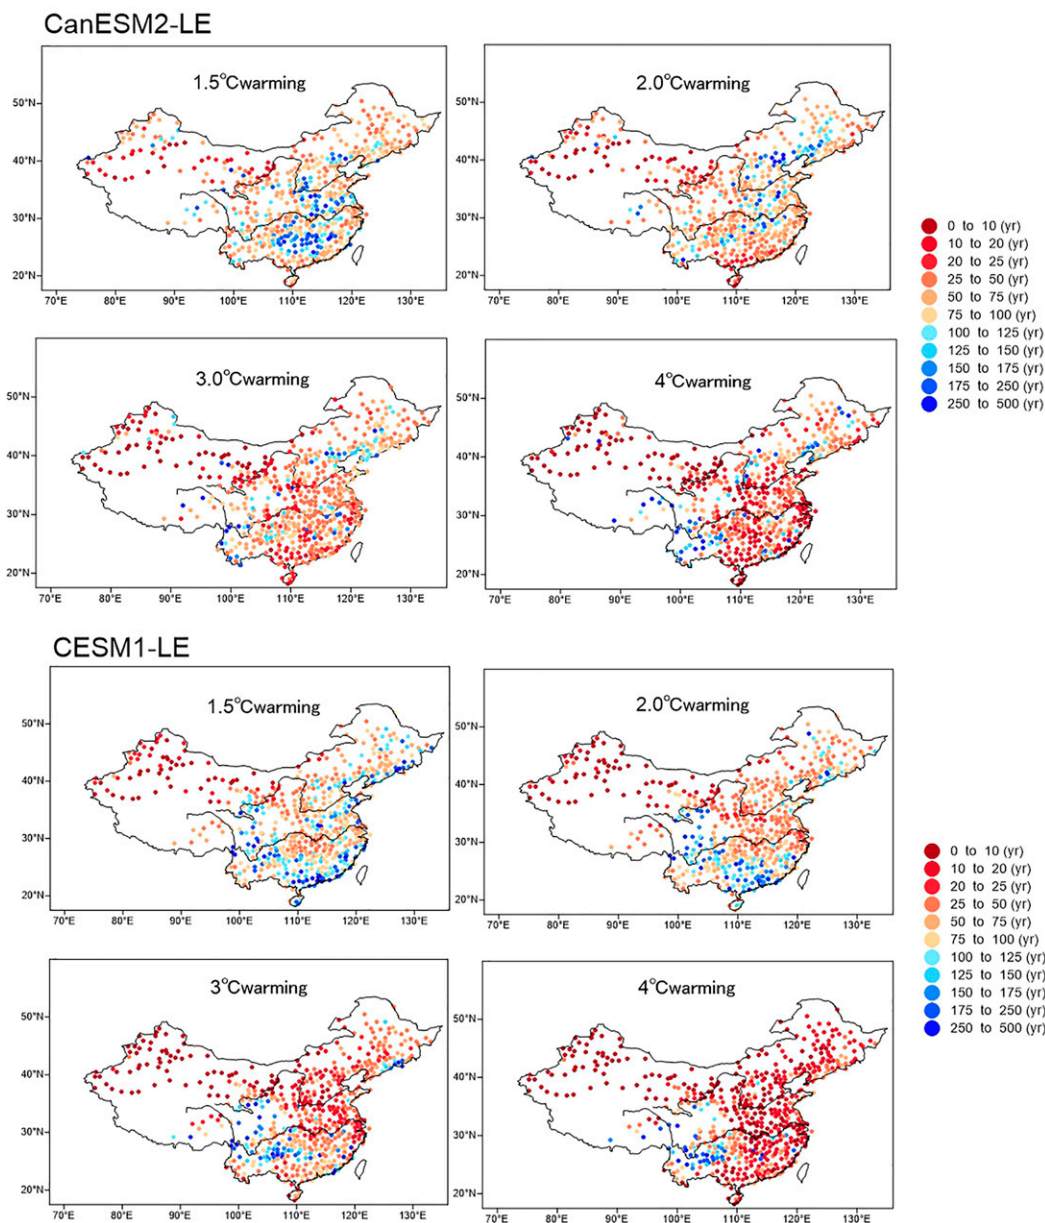 CanESM2-LE
1.5°Cwarming
50°N
40°N
30°N
20°N
70°E 80°E 90°E 100°E 110°E 120°E 130°E
2.0°Cwarming
50°N
40°N
30°N
20°N
70°E 80°E 90°E 100°E 110°E 120°E 130°E
3.0°Cwarming
50°N
40°N
30°N
20°N
70°E 80°E 90°E 100°E 110°E 120°E 130°E
4°Cwarming
50°N
40°N
30°N
20°N
70°E 80°E 90°E 100°E 110°E 120°E 130°E
0 to 10 (yr)
10 to 20 (yr)
20 to 25 (yr)
25 to 50 (yr)
50 to 75 (yr)
75 to 100 (yr)
100 to 125 (yr)
125 to 150 (yr)
150 to 175 (yr)
175 to 250 (yr)
250 to 500 (yr)
CESM1-LE
1.5°Cwarming
50°N
40°N
30°N
20°N
70°E 80°E 90°E 100°E 110°E 120°E 130°E
2.0°Cwarming
50°N
40°N
30°N
20°N
70°E 80°E 90°E 100°E 110°E 120°E 130°E
3°Cwarming
50°N
40°N
30°N
20°N
70°E 80°E 90°E 100°E 110°E 120°E 130°E
4°Cwarming
50°N
40°N
30°N
20°N
70°E 80°E 90°E 100°E 110°E 120°E 130°E
0 to 10 (yr)
10 to 20 (yr)
20 to 25 (yr)
25 to 50 (yr)
50 to 75 (yr)
75 to 100 (yr)
100 to 125 (yr)
125 to 150 (yr)
150 to 175 (yr)
175 to 250 (yr)
250 to 500 (yr)